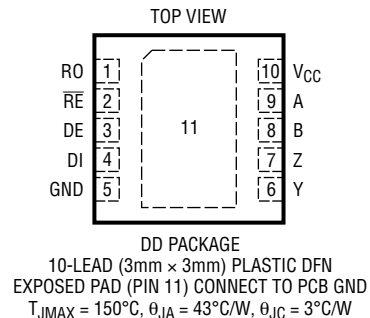 TOP VIEW
RO 1 10 VCC
RE 2 9 A
DE 3 11 8 B
DI 4 7 Z
GND 5 6 Y
DD PACKAGE
10-LEAD (3mm × 3mm) PLASTIC DFN
EXPOSED PAD (PIN 11) CONNECT TO PCB GND
TJMAX = 150°C, θJA = 43°C/W, θJC = 3°C/W